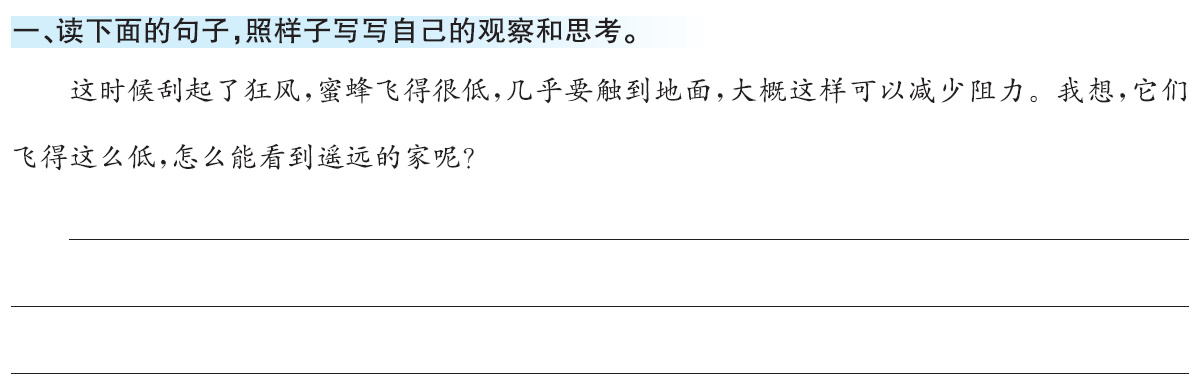 一、读下面的句子,照样子写写自己的观察和思考。
这时候刮起了狂风,蜜蜂飞得很低,几乎要触到地面,大概这样可以减少阻力。我想,它们
飞得这么低,怎么能看到遥远的家呢?